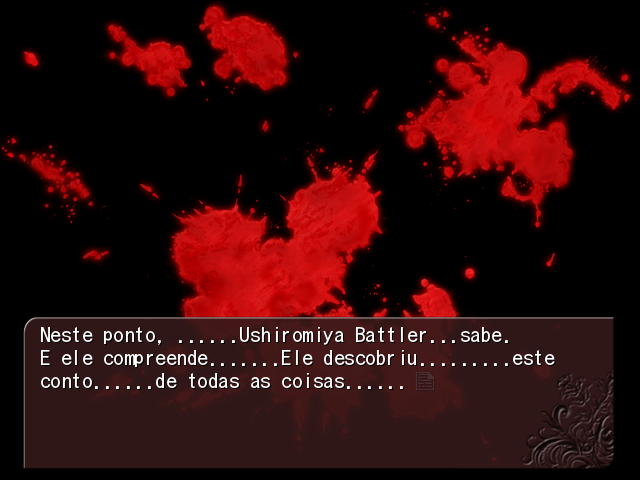 Neste ponto, ......Ushiromiya Battler...sabe.
E ele compreende.......Ele descobriu.........este
conto......de todas as coisas......